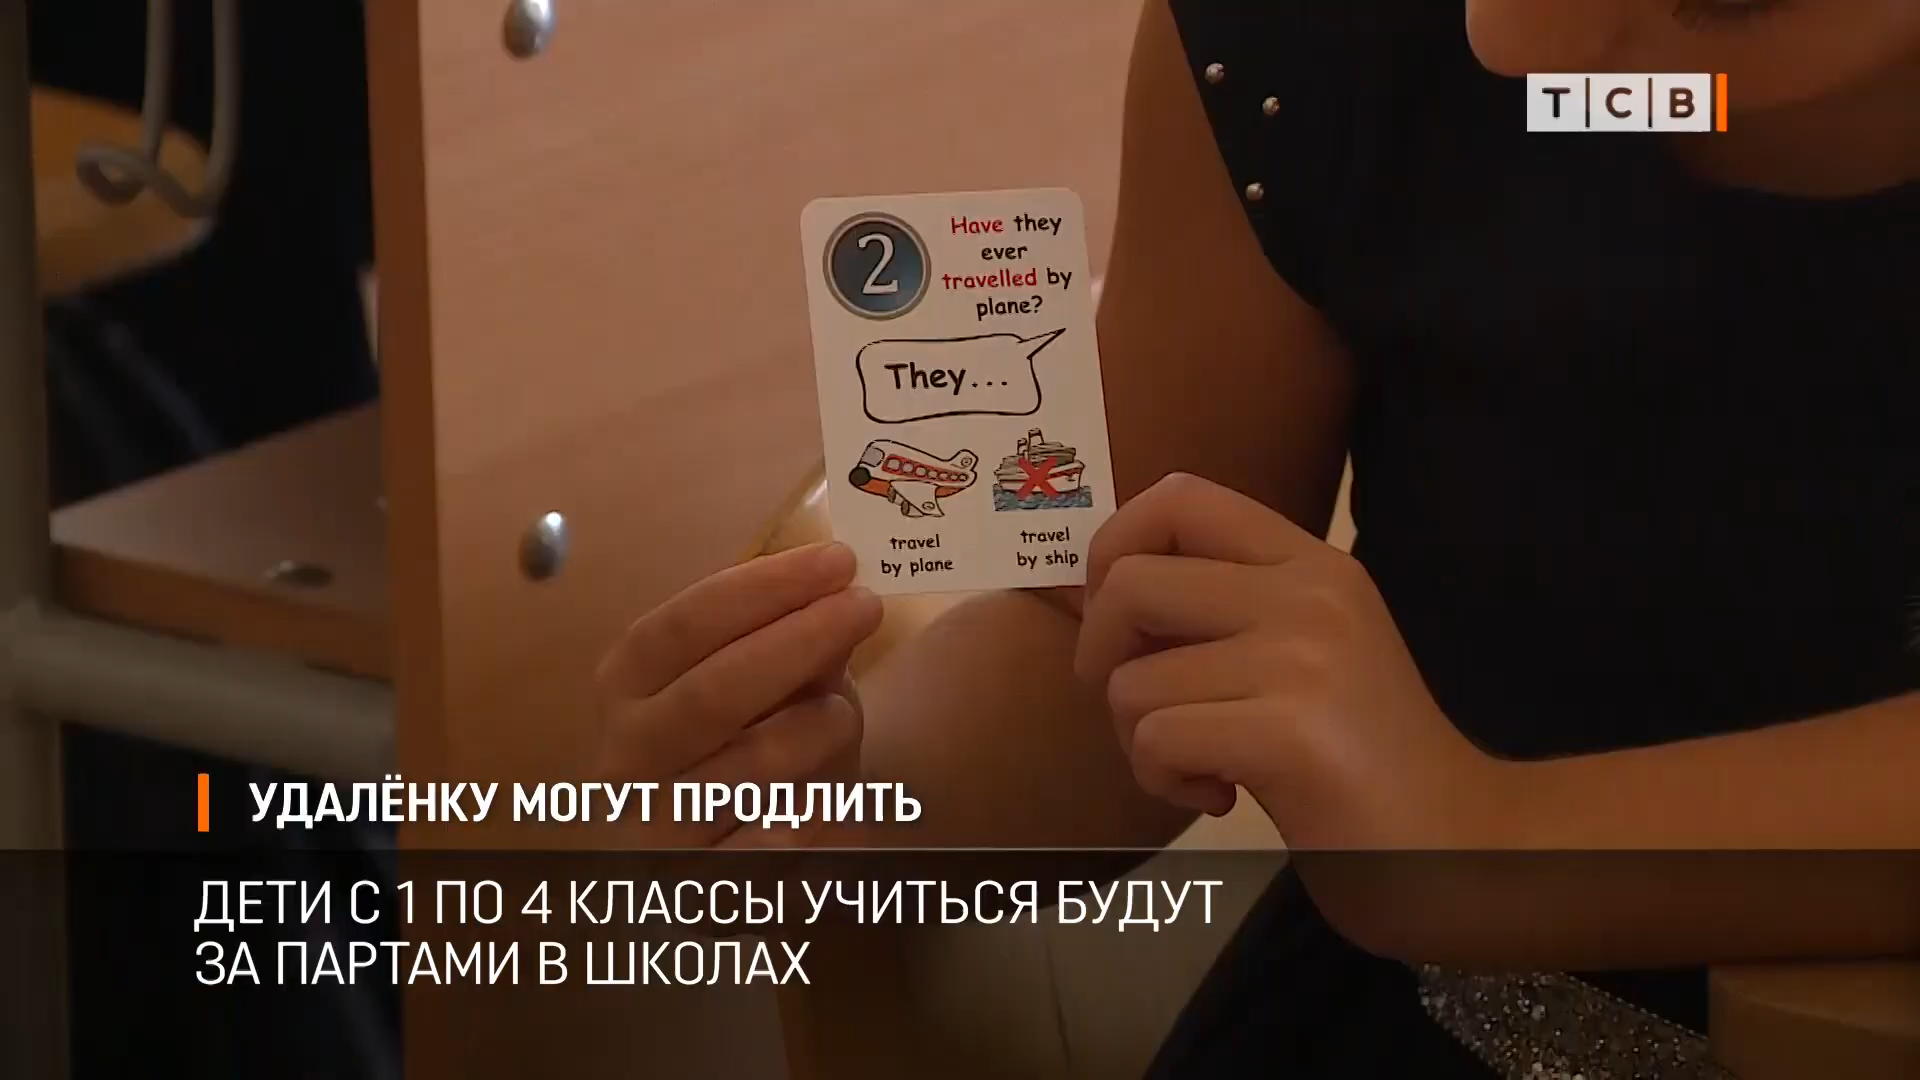 Т|С|В
2
Have they
ever
travelled by
plane?
They...
travel
by plane
travel
by ship
УДАЛЁНКУ МОГУТ ПРОДЛИТЬ
ДЕТИ С 1 ПО 4 КЛАССЫ УЧИТЬСЯ БУДУТ
ЗА ПАРТАМИ В ШКОЛАХ